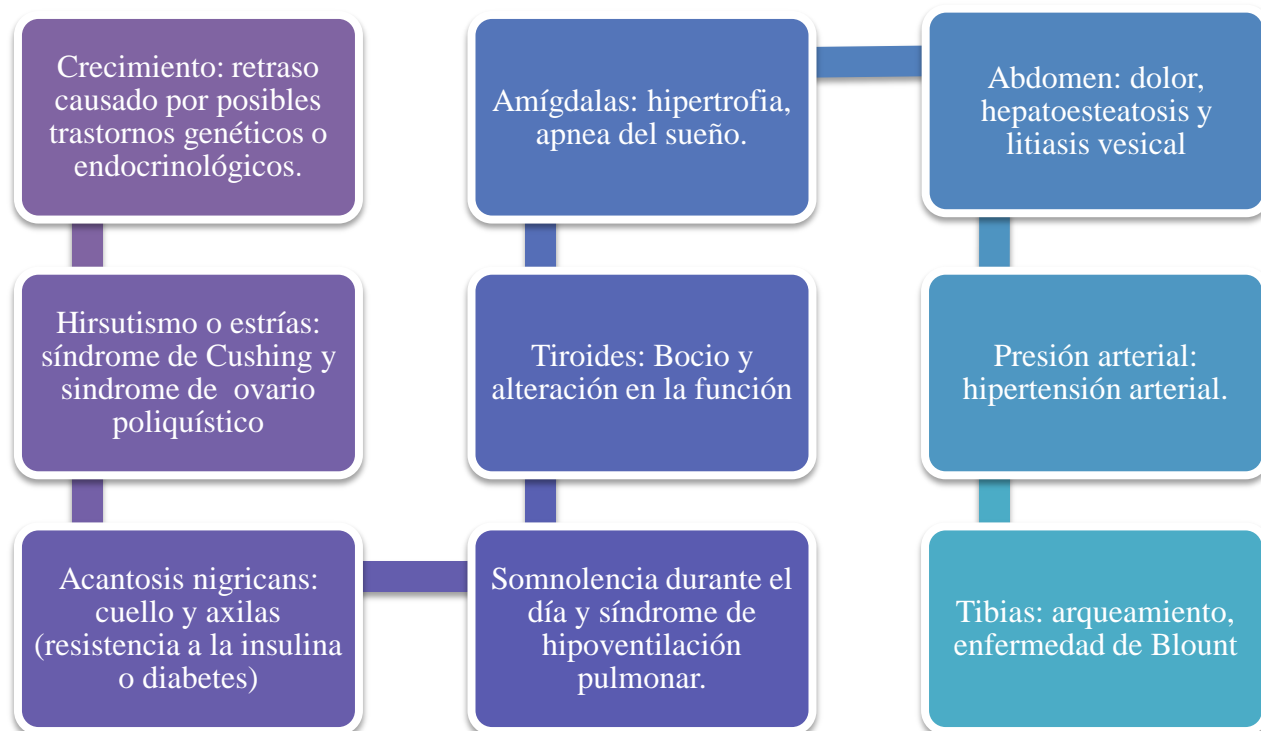 Crecimiento: retraso
causado por posibles
trastornos genéticos o
endocrinológicos.
Hirsutismo o estrías:
síndrome de Cushing y
sindrome de ovario
poliquístico
Acantosis nigricans:
cuello y axilas
(resistencia a la insulina
o diabetes)
Somnolencia durante el
día y síndrome de
hipoventilación
pulmonar.
Tiroides: Bocio y
alteración en la función
Amígdalas: hipertrofia,
apnea del sueño.
Abdomen: dolor,
hepatoesteatosis y
litiasis vesical
Presión arterial:
hipertensión arterial.
Tibias: arqueamiento,
enfermedad de Blount